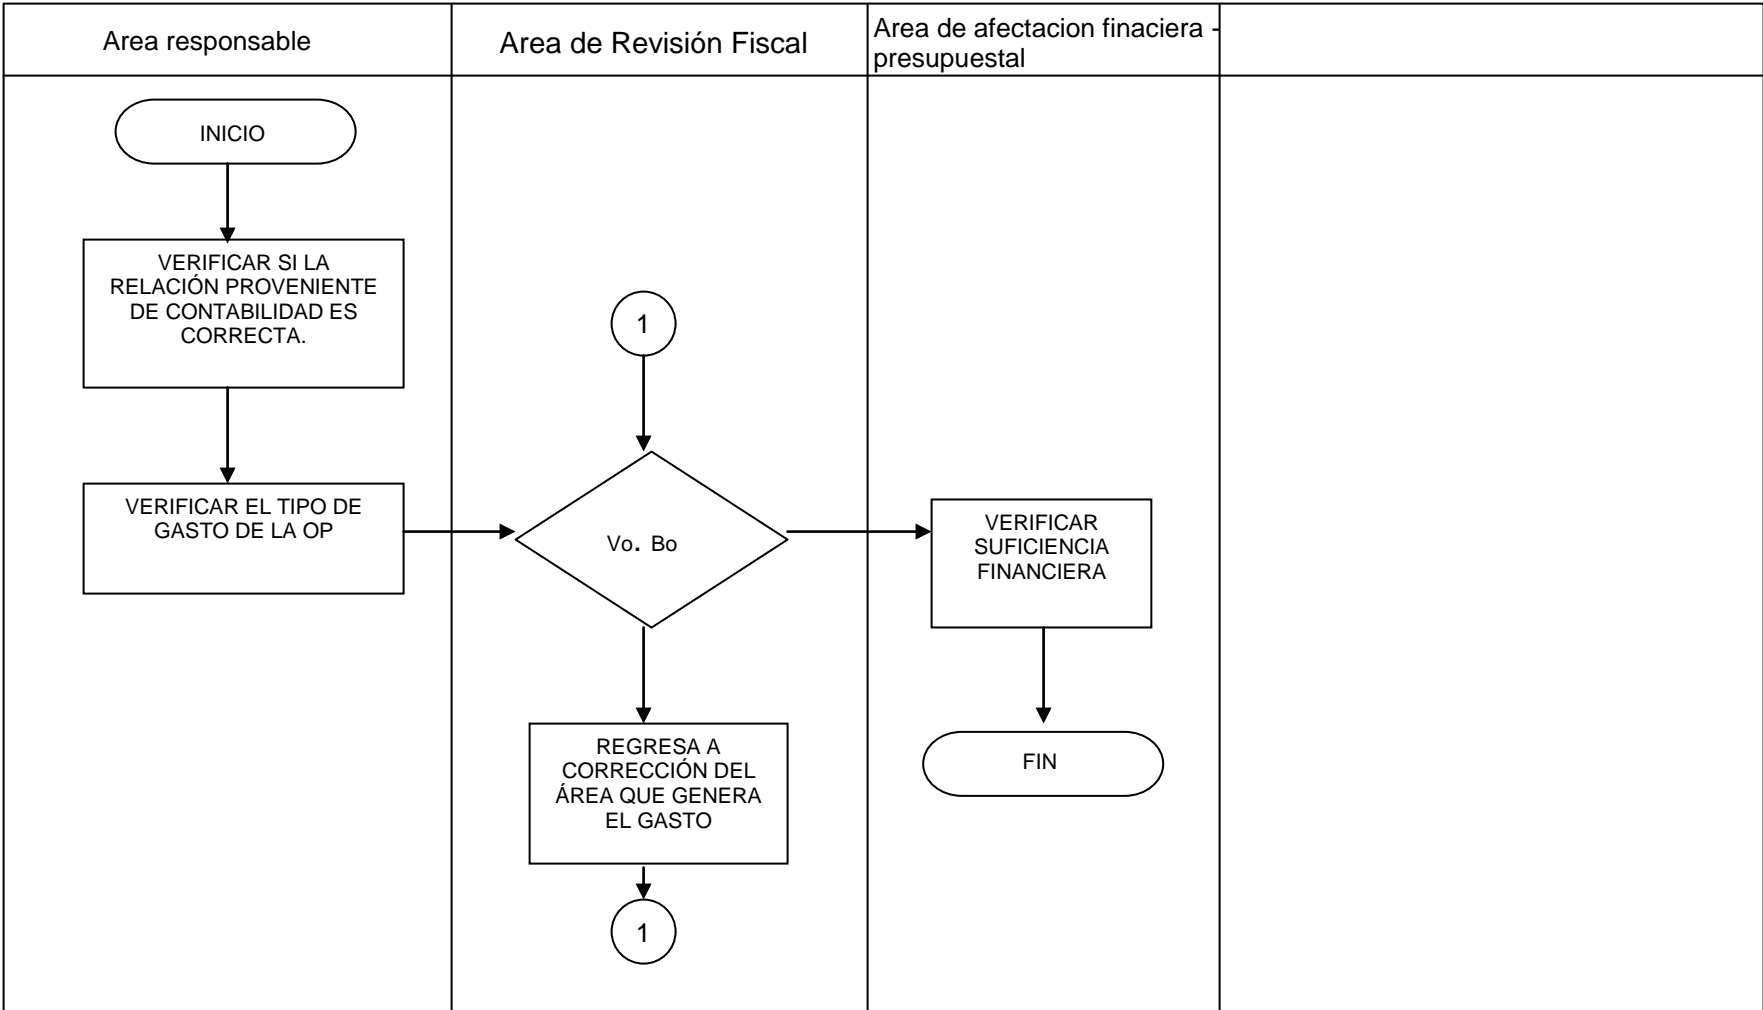 Area responsable
Area de Revisión Fiscal
Area de afectacion finaciera -
presupuestal
INICIO
VERIFICAR SI LA
RELACIÓN PROVENIENTE
DE CONTABILIDAD ES
CORRECTA.
VERIFICAR EL TIPO DE
GASTO DE LA OP
1
Vo. Bo
REGRESA A
CORRECCIÓN DEL
ÁREA QUE GENERA
EL GASTO
1
VERIFICAR
SUFICIENCIA
FINANCIERA
FIN